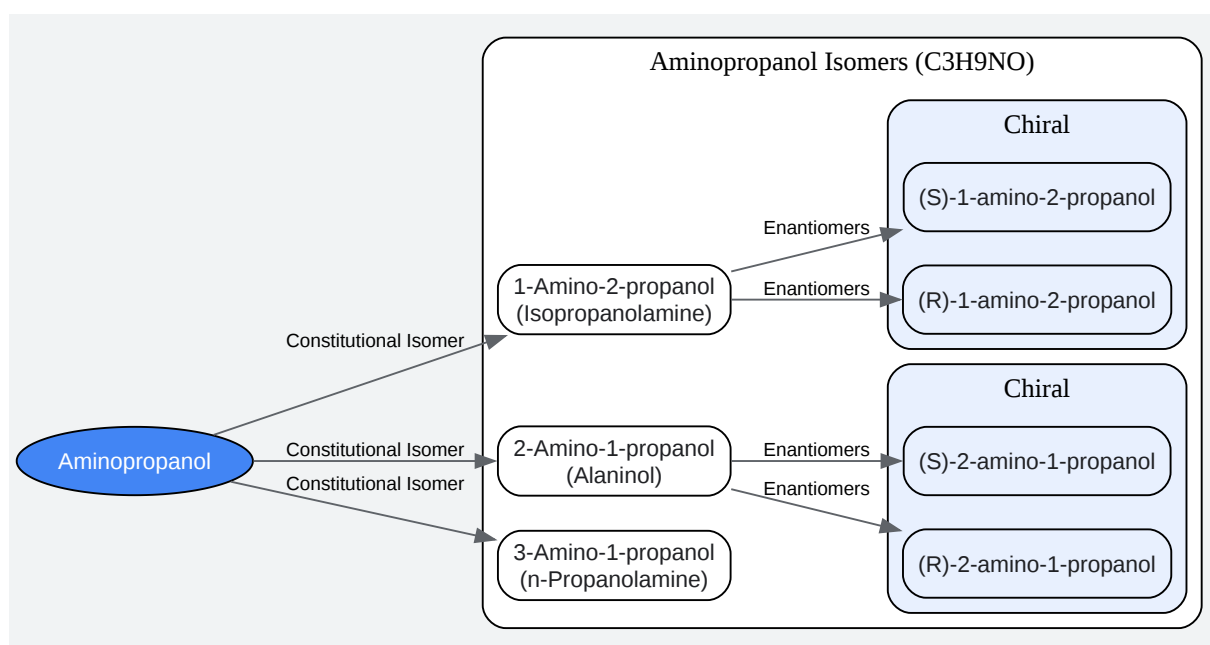 Aminopropanol Isomers (C3H9NO)
Chiral
(S)-1-amino-2-propanol
Enantiomers
1-Amino-2-propanol
(Isopropanolamine)
Enantiomers
(R)-1-amino-2-propanol
Constitutional Isomer
Chiral
Aminopropanol
Constitutional Isomer
2-Amino-1-propanol
(Alaninol)
Enantiomers
(S)-2-amino-1-propanol
Constitutional Isomer
Enantiomers
3-Amino-1-propanol
(n-Propanolamine)
(R)-2-amino-1-propanol